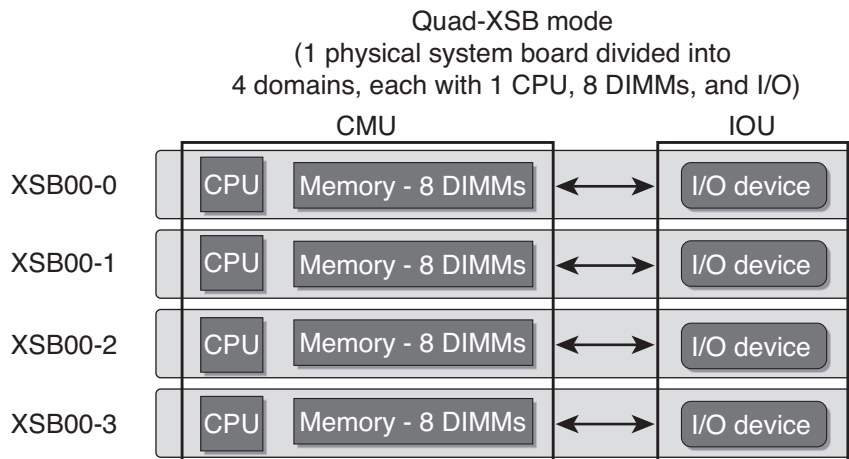 Quad-XSB mode
(1 physical system board divided into
4 domains, each with 1 CPU, 8 DIMMs, and I/O)
CMU IOU
XSB00-0 CPU Memory - 8 DIMMs I/O device
XSB00-1 CPU Memory - 8 DIMMs I/O device
XSB00-2 CPU Memory - 8 DIMMs I/O device
XSB00-3 CPU Memory - 8 DIMMs I/O device